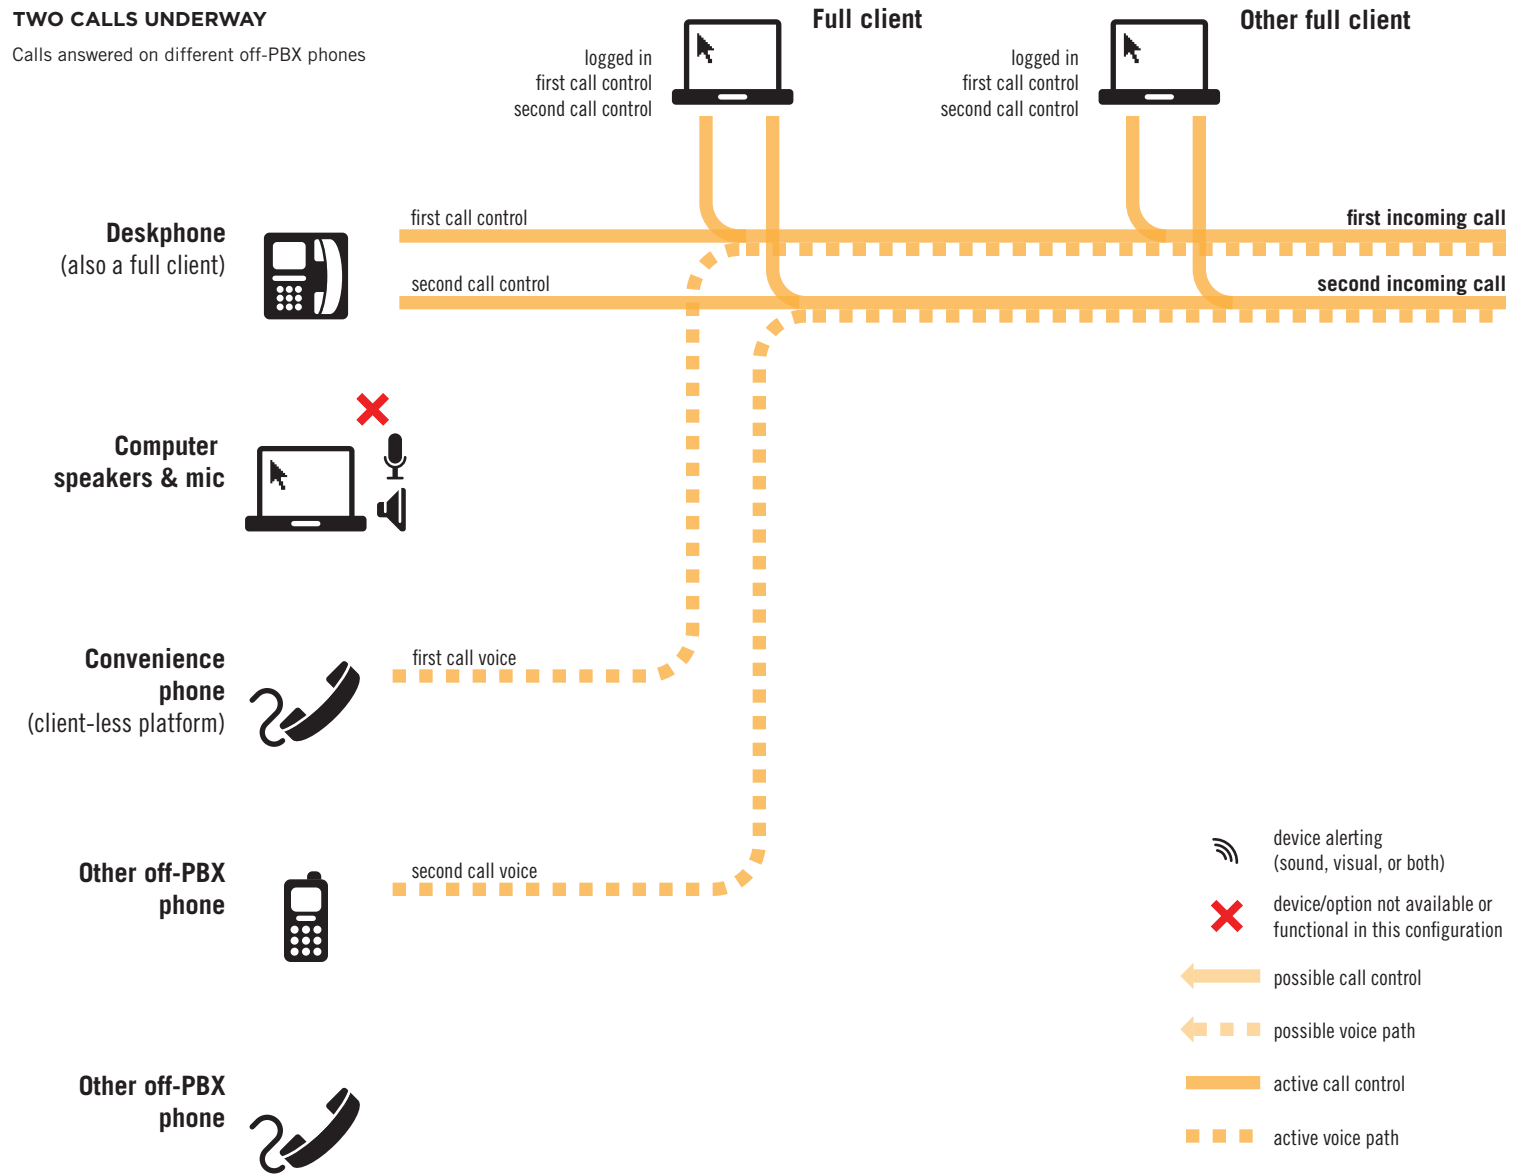 TWO CALLS UNDERWAY
Calls answered on different off-PBX phones
Full client
logged in
first call control
second call control
Other full client
logged in
first call control
second call control
Deskphone
(also a full client)
first call control
second call control
first incoming call
second incoming call
Computer
speakers & mic
Convenience
phone
(client-less platform)
first call voice
Other off-PBX
phone
second call voice
Other off-PBX
phone
device alerting
(sound, visual, or both)
device/option not available or
functional in this configuration
possible call control
possible voice path
active call control
active voice path